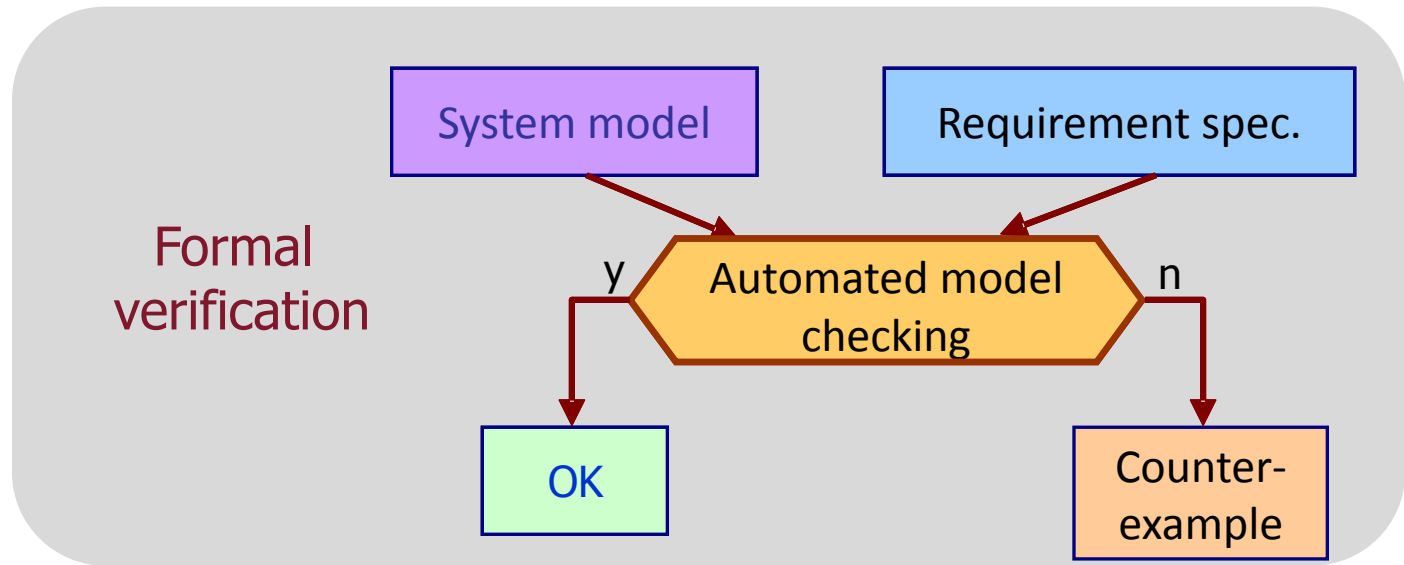 System model
Requirement spec.
Formal
verification
y
Automated model
checking
n
OK
Counter-
example